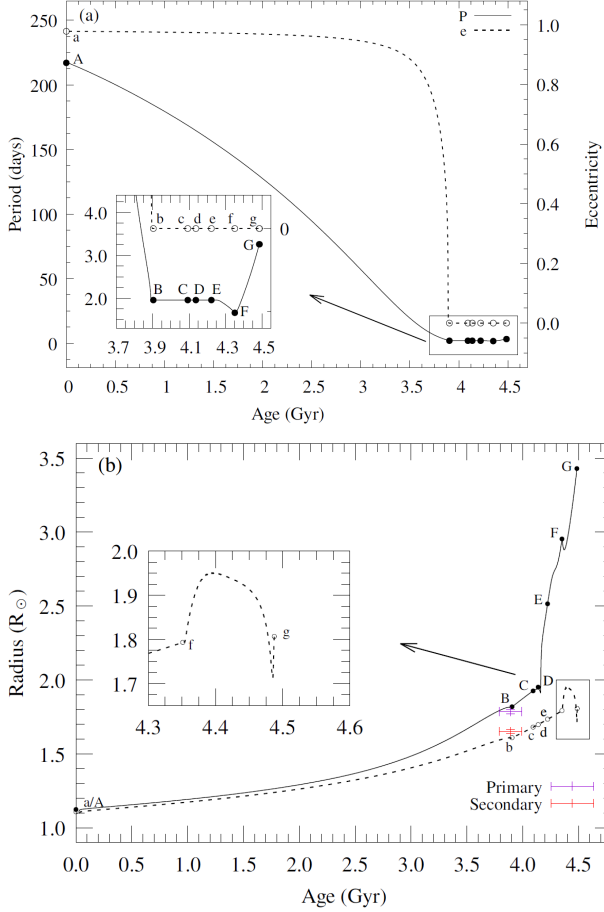 (a)
P
e
250
200
150
100
50
0
Period (days)
1.0
0.8
0.6
0.4
0.2
0.0
Eccentricity
a
A
4.0
3.0
2.0
b c d e f g 0
B C D E F G
3.7 3.9 4.1 4.3 4.5
0 0.5 1.0 1.5 2.0 2.5 3.0 3.5 4.0 4.5
Age (Gyr)
(b)
3.5
3.0
2.5
2.0
1.5
1.0
Radius (R☉)
2.0
1.9
1.8
1.7
f
g
4.3 4.4 4.5 4.6
G
F
E
D
C
B
e
d
c
b
a/A
Primary
Secondary
0.0 0.5 1.0 1.5 2.0 2.5 3.0 3.5 4.0 4.5
Age (Gyr)